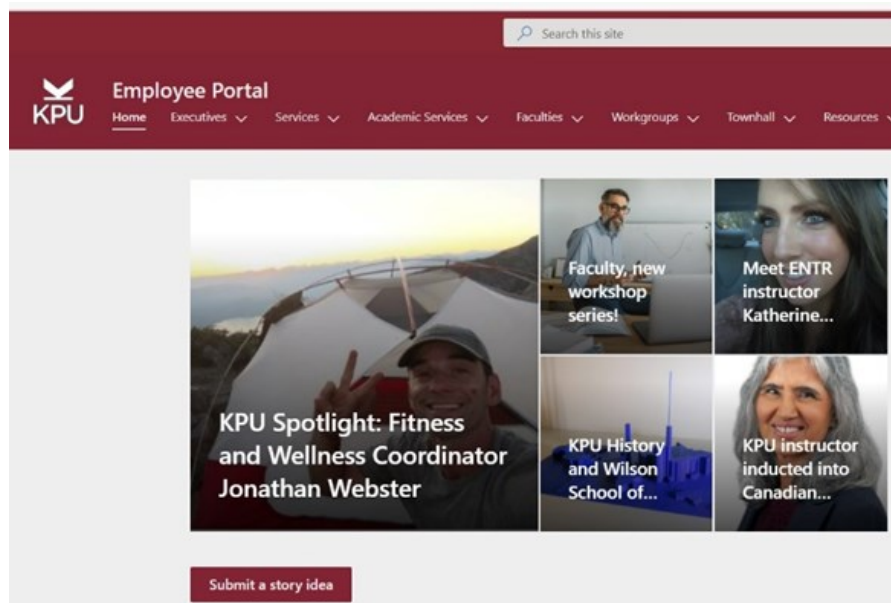 Search this site
KPU
Employee Portal
Home Executives Services Academic Services Faculties Workgroups Townhall Resources
KPU Spotlight: Fitness
and Wellness Coordinator
Jonathan Webster
Faculty, new
workshop
series!
Meet ENTR
instructor
Katherine...
KPU History
and Wilson
School of...
KPU instructor
inducted into
Canadian...
Submit a story idea